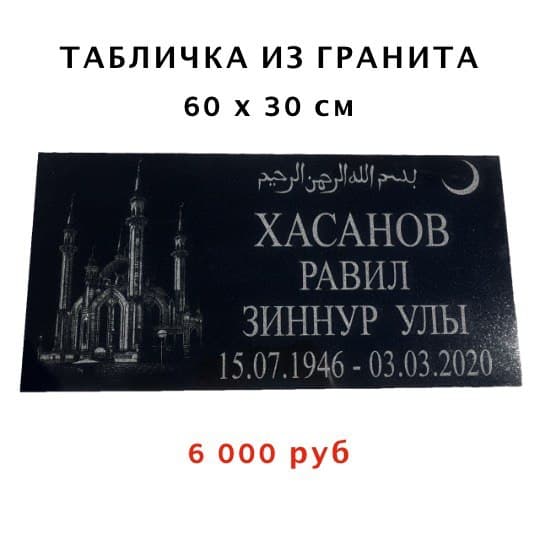 ТАБЛИЧКА ИЗ ГРАНИТА
60 х 30 см
بسم الله الرحمن الرحيم
ХАСАНОВ
РАВИЛ
ЗИННУР УЛЫ
15.07.1946 - 03.03.2020
6 000 руб